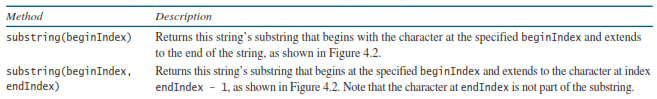 Method Description
substring(beginIndex) Returns this string's substring that begins with the character at the specified beginIndex and extends
to the end of the string, as shown in Figure 4.2.
substring(beginIndex, Returns this string's substring that begins at the specified beginIndex and extends to the character at index
endIndex) endIndex − 1, as shown in Figure 4.2. Note that the character at endIndex is not part of the substring.